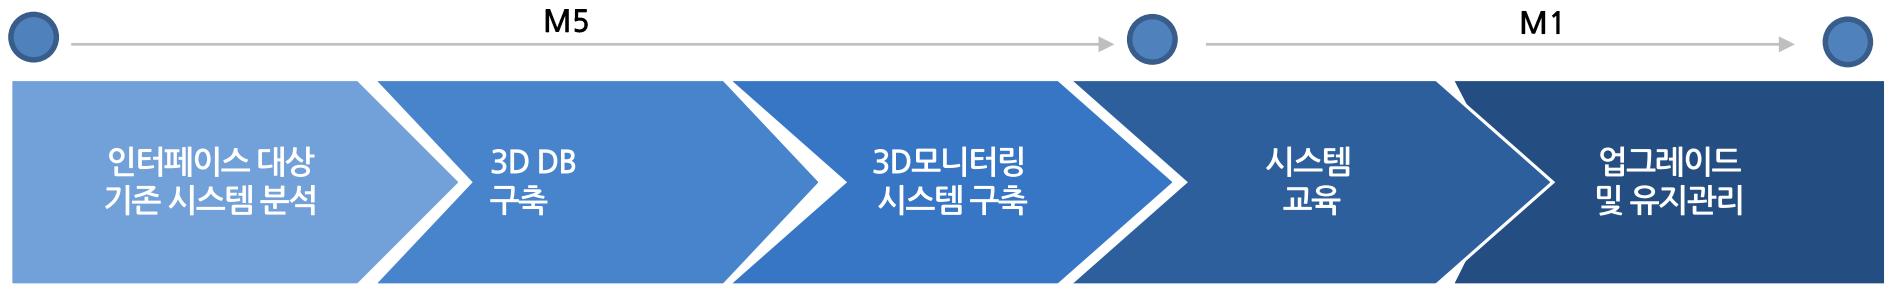 M5
M1
인터페이스 대상
기존 시스템 분석
3D DB
구축
3D모니터링
시스템 구축
시스템
교육
업그레이드
및 유지관리